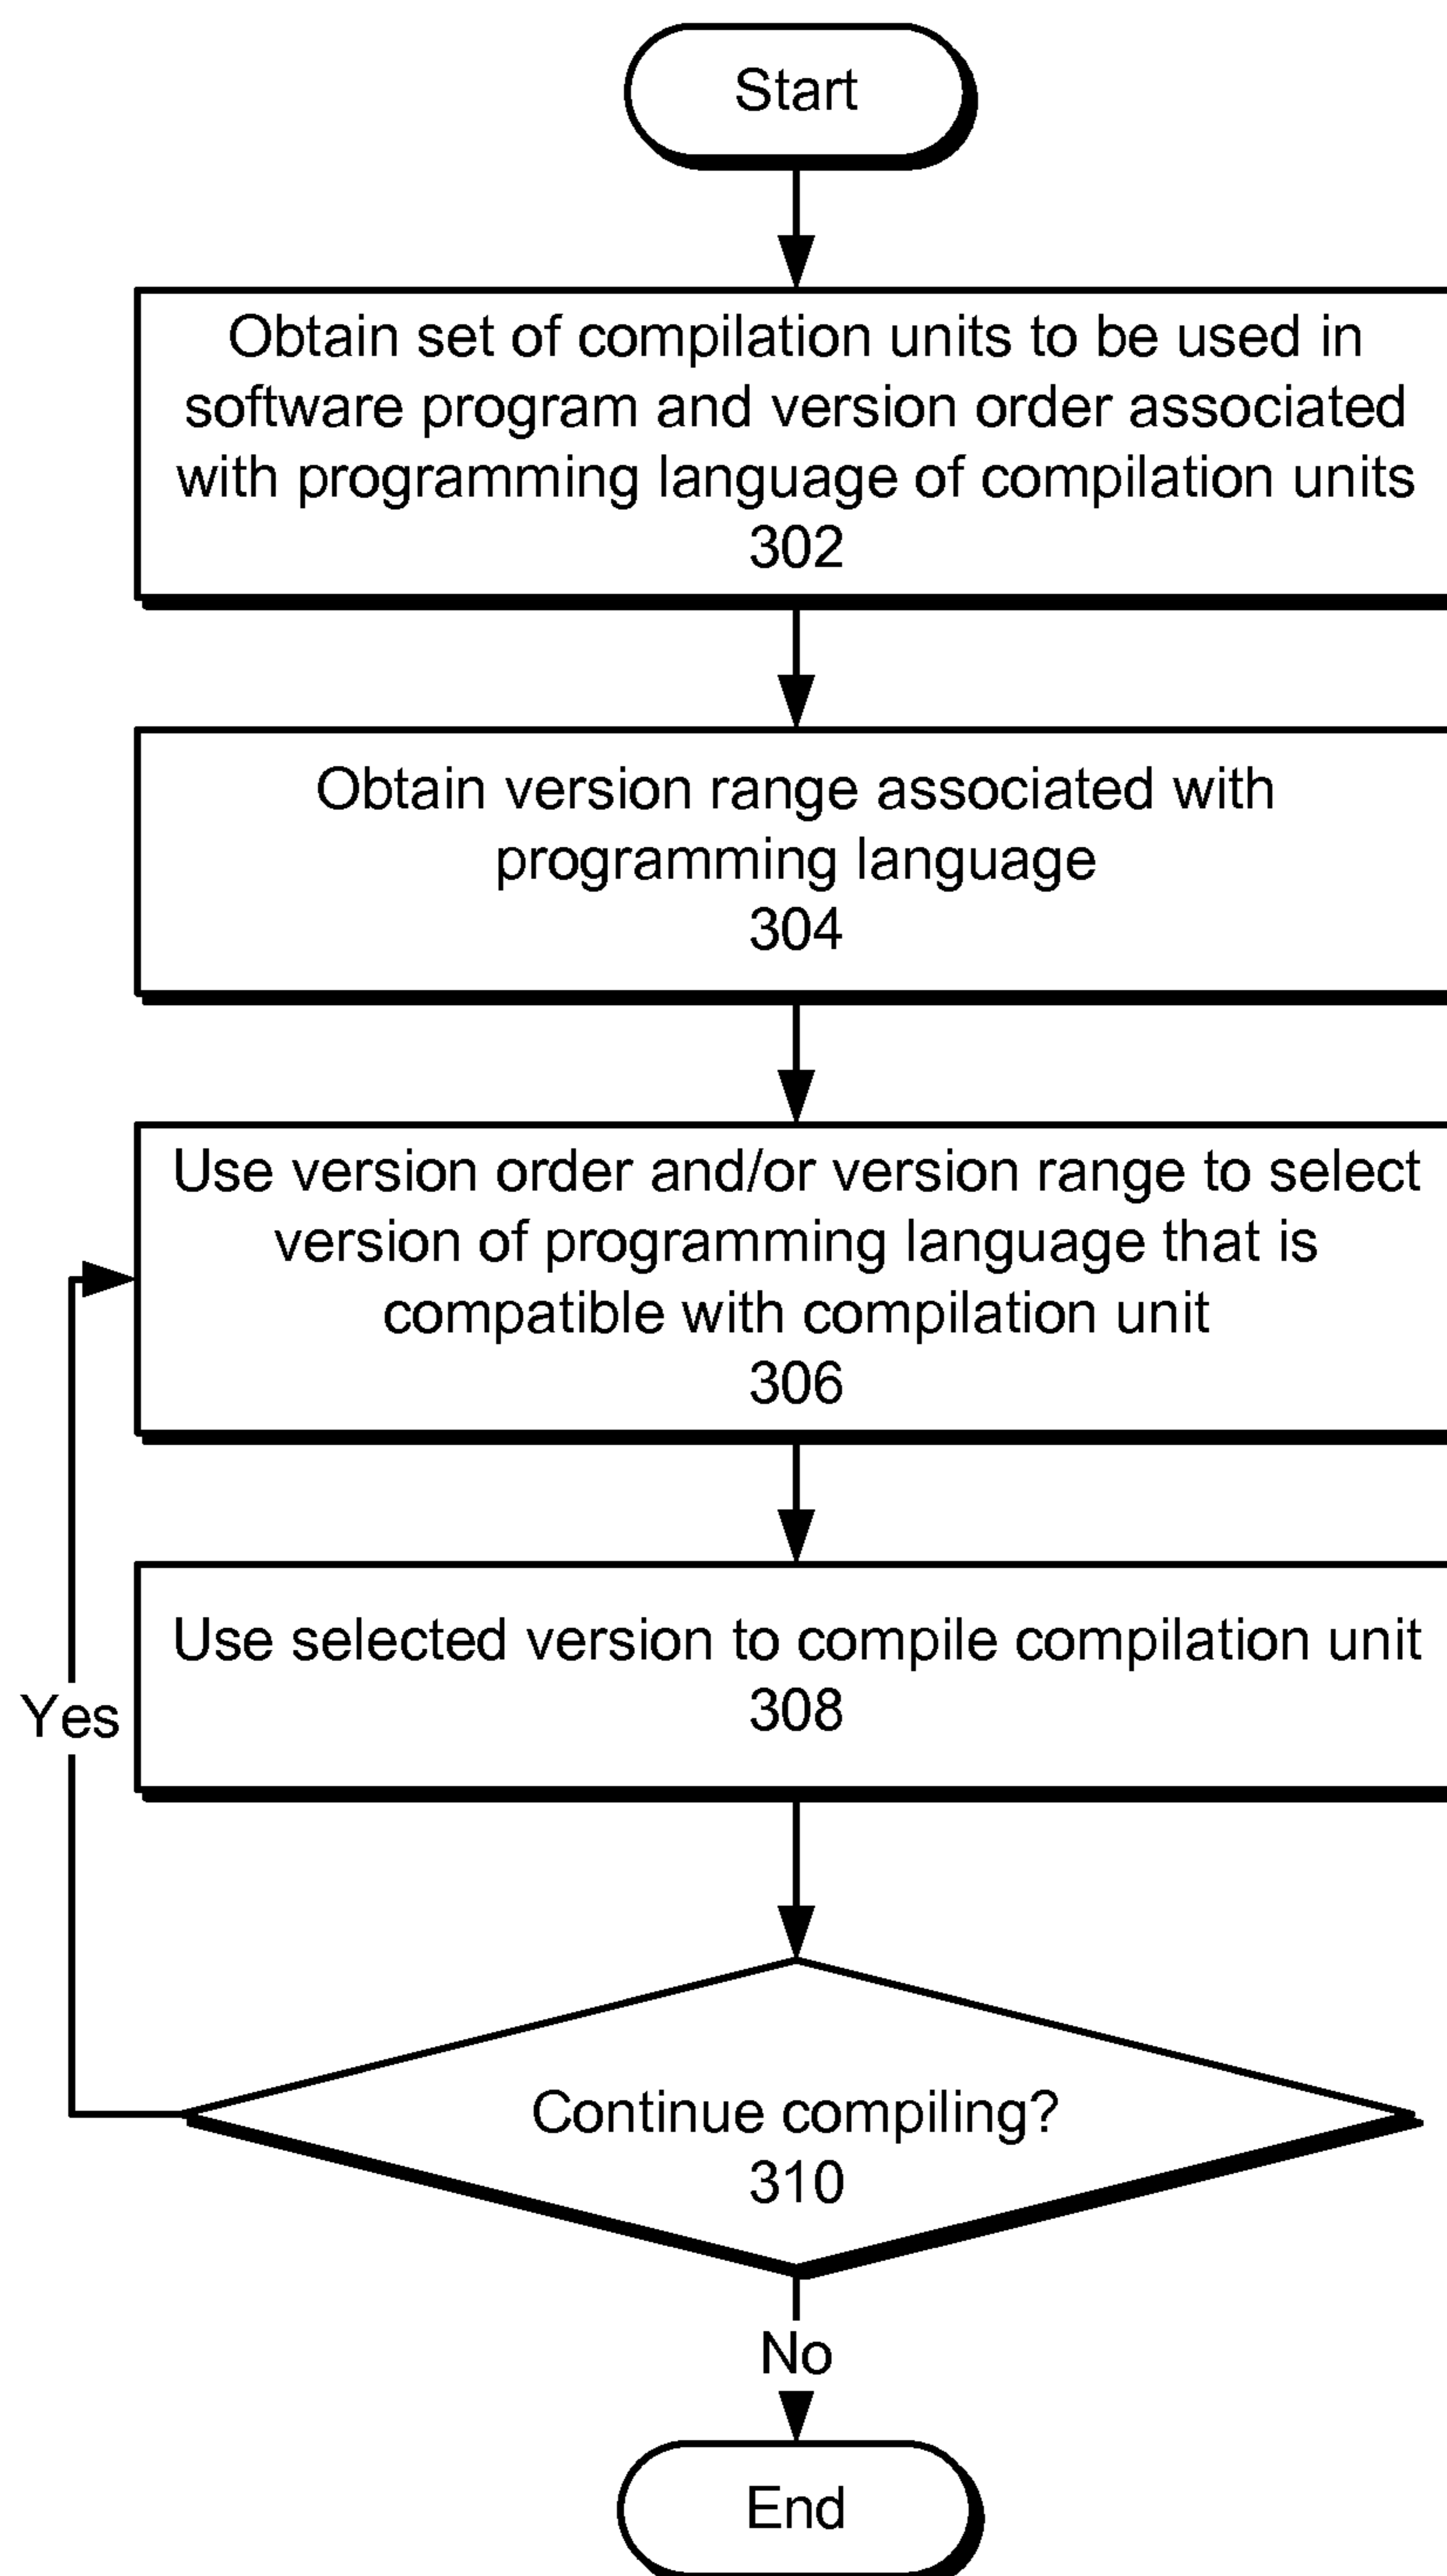 Start
Obtain set of compilation units to be used in
software program and version order associated
with programming language of compilation units
302
Obtain version range associated with
programming language
304
Use version order and/or version range to select
version of programming language that is
compatible with compilation unit
306
Use selected version to compile compilation unit
308
Yes
Continue compiling?
310
No
End